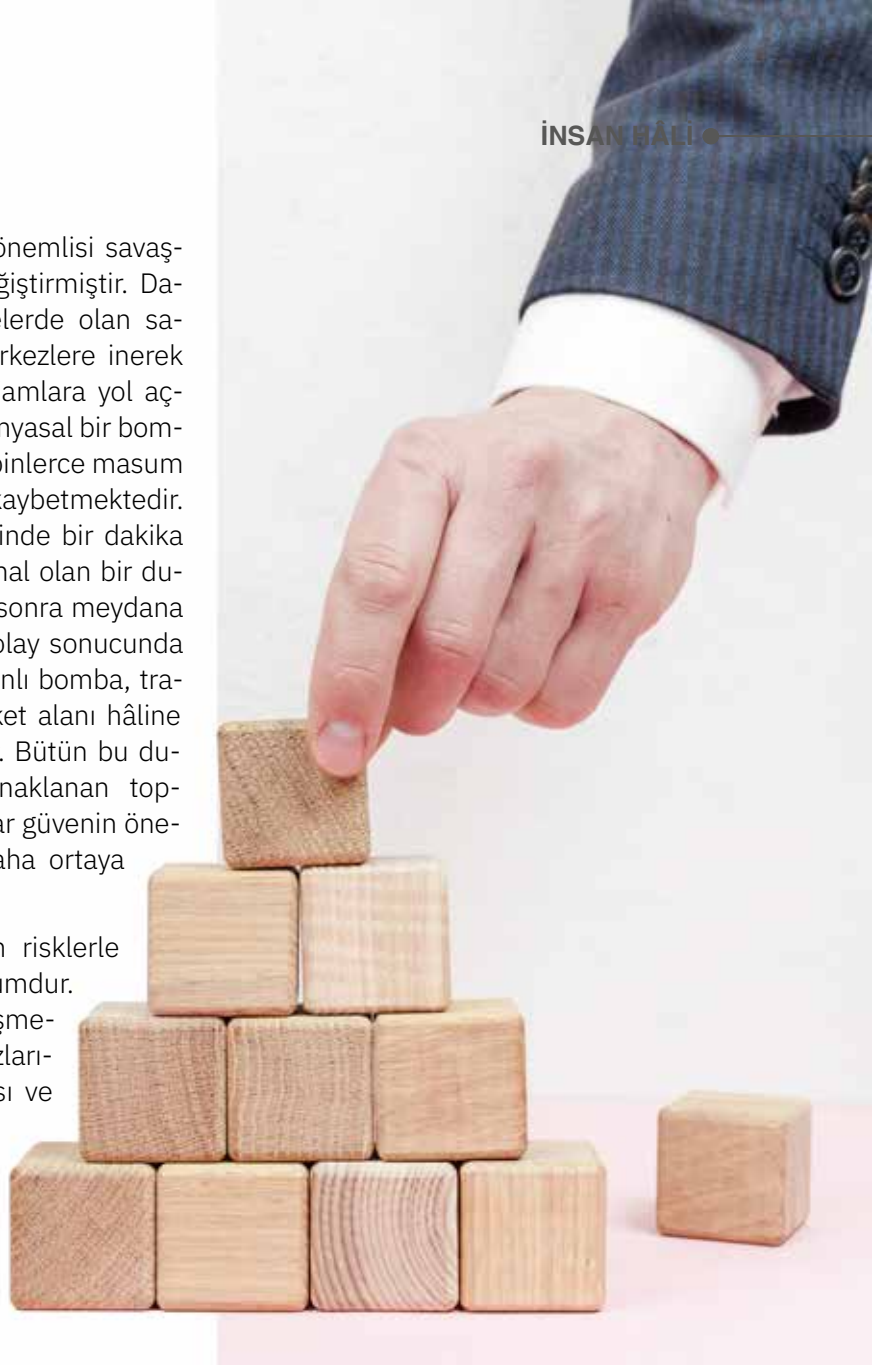 İNSAN HÂLİ
önemlisi savaş-
ğiştirmiştir. Da-
elerde olan sa-
rkezlere inerek
amlara yol aç-
nyasal bir bom-
binlerce masum
kaybetmektedir.
inde bir dakika
nal olan bir du-
sonra meydana
olay sonucunda
nlı bomba, tra-
ket alanı hâline
. Bütün bu du-
naklanan top-
ar güvenin öne-
aha ortaya
n risklerle
umdur.
şme-
zları-
sı ve